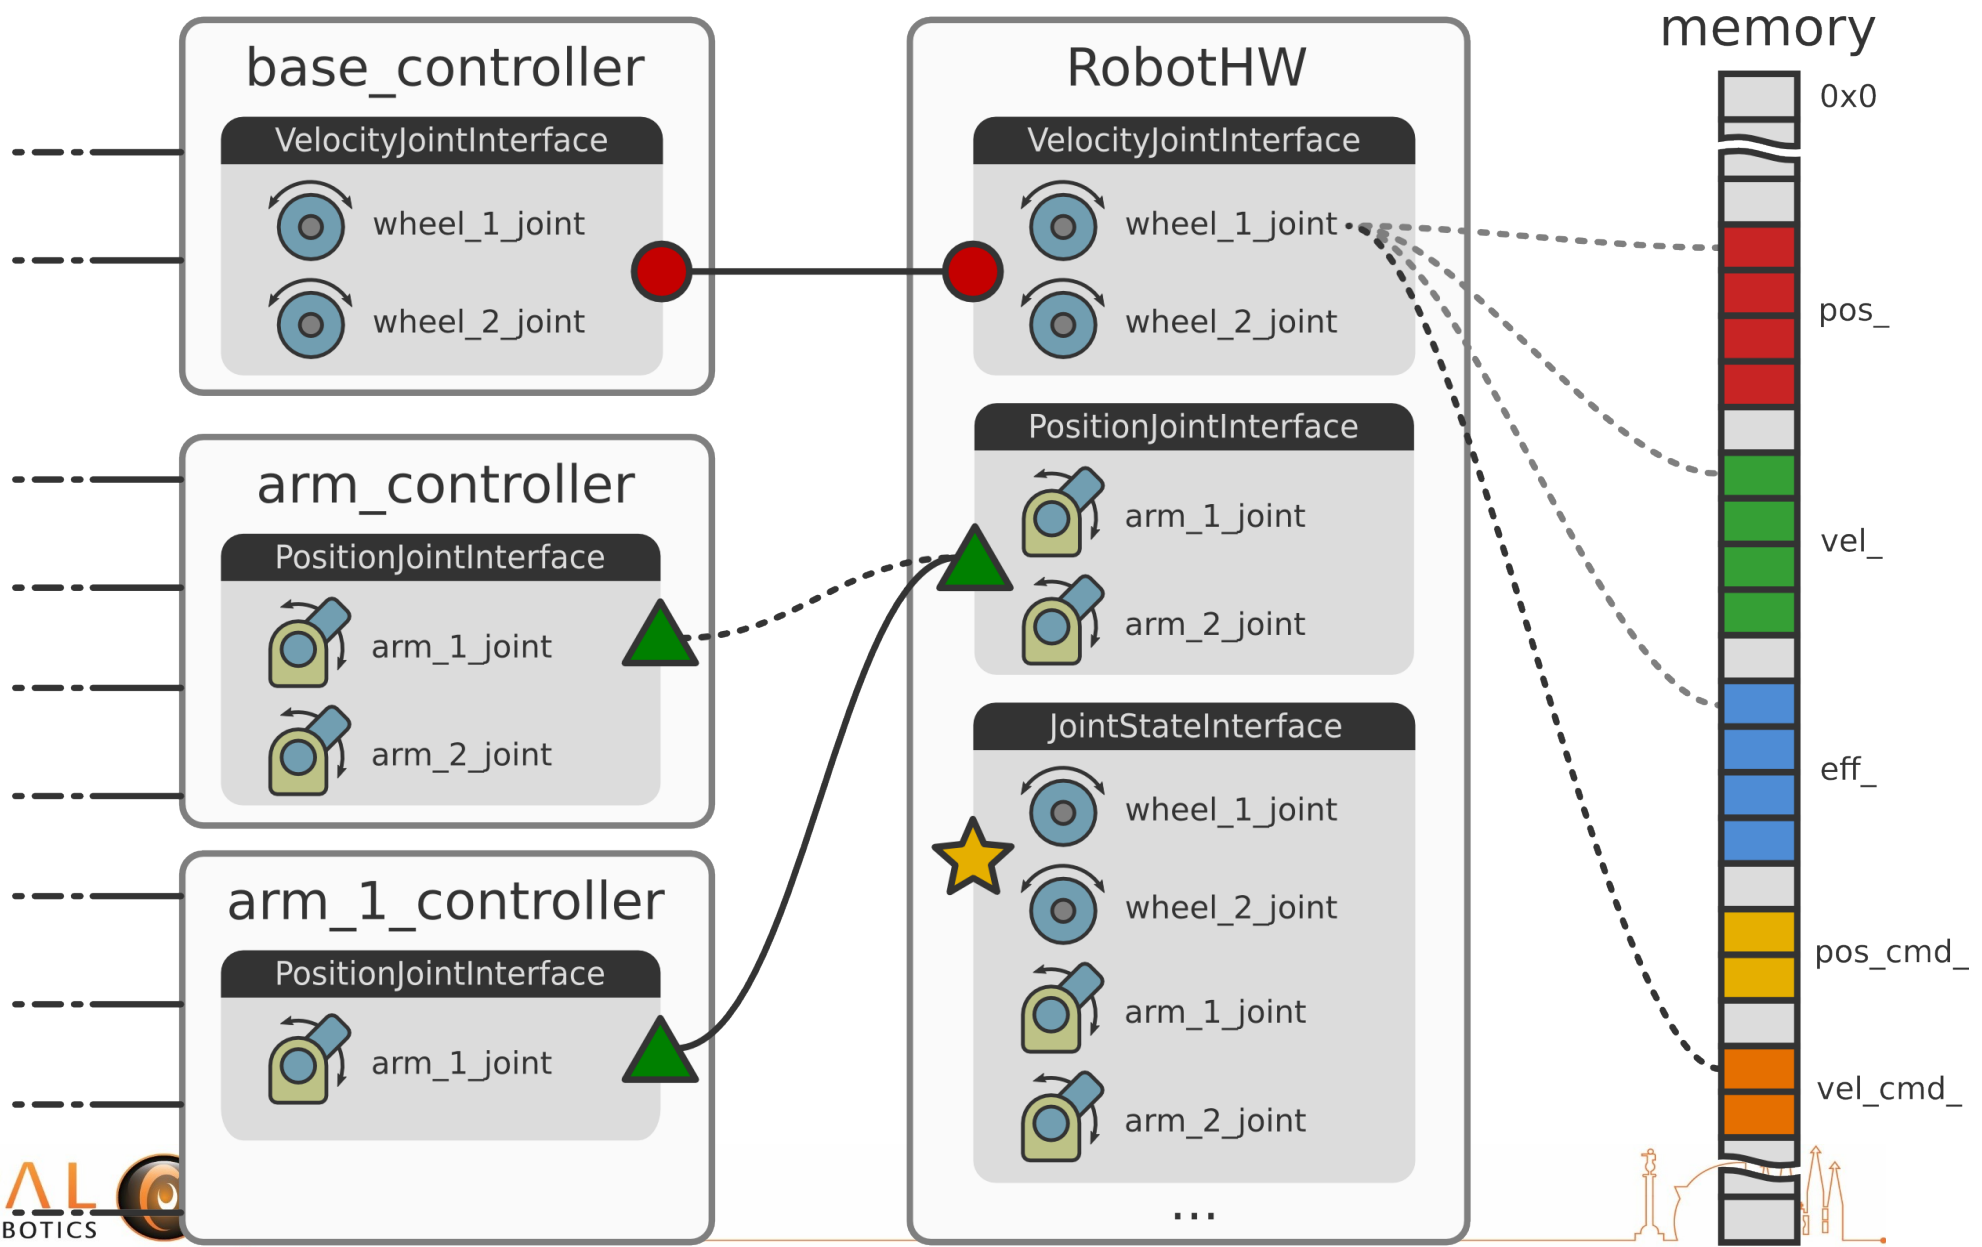 base_controller
VelocityJointInterface
wheel_1_joint
wheel_2_joint
arm_controller
PositionJointInterface
arm_1_joint
arm_2_joint
arm_1_controller
PositionJointInterface
arm_1_joint
AL
BOTICS
RobotHW
VelocityJointInterface
wheel_1_joint
wheel_2_joint
PositionJointInterface
arm_1_joint
arm_2_joint
JointStateInterface
wheel_1_joint
wheel_2_joint
arm_1_joint
arm_2_joint
...
memory
0x0
pos_
vel_
eff_
pos_cmd_
vel_cmd_